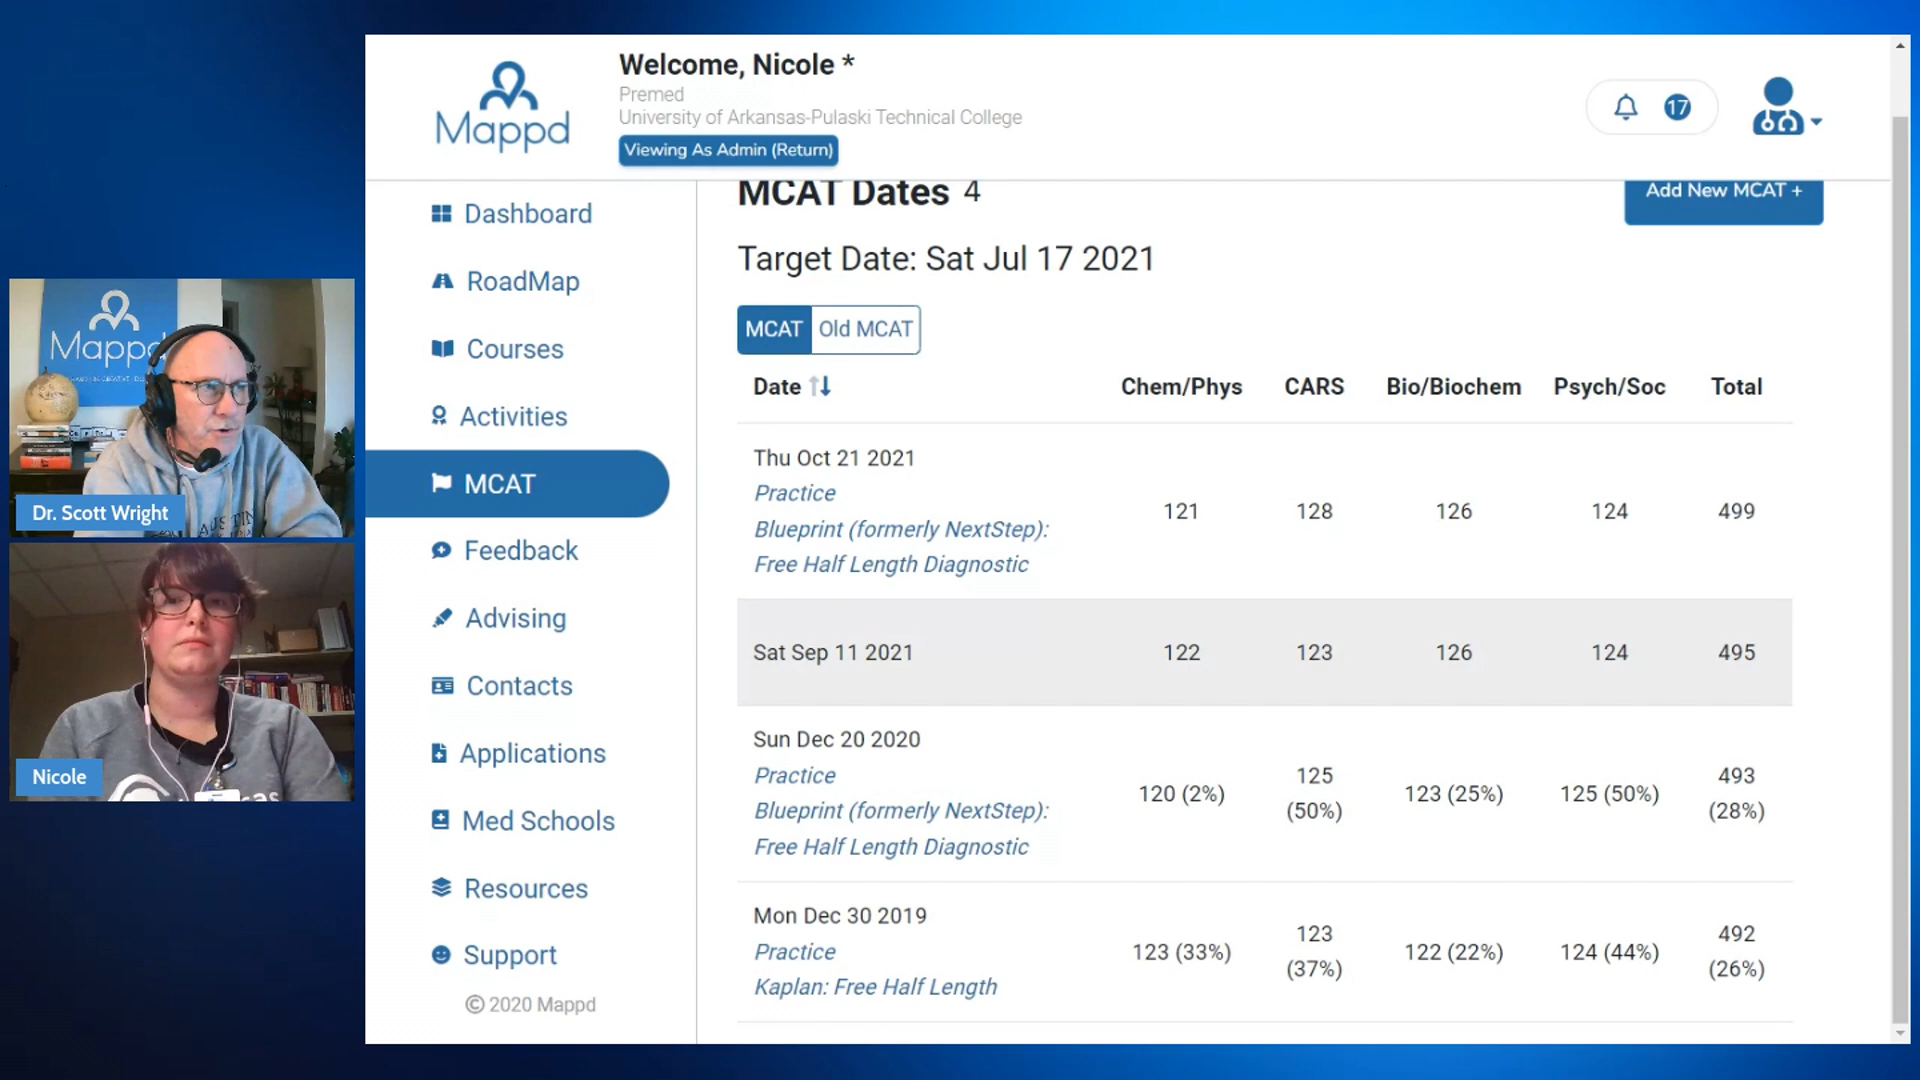 Mappd
Welcome, Nicole *
Premed
University of Arkansas-Pulaski Technical College
Viewing As Admin (Return)
17
Dashboard
RoadMap
Courses
Activities
MCAT
Feedback
Advising
Contacts
Applications
Med Schools
Resources
Support
© 2020 Mappd
MCAT Dates 4
Add New MCAT +
Target Date: Sat Jul 17 2021
MCAT Old MCAT
Date Chem/Phys CARS Bio/Biochem Psych/Soc Total
Thu Oct 21 2021
Practice
Blueprint (formerly NextStep):
Free Half Length Diagnostic
121 128 126 124 499
Sat Sep 11 2021 122 123 126 124 495
Sun Dec 20 2020
Practice
Blueprint (formerly NextStep):
Free Half Length Diagnostic
120 (2%) 125 (50%) 123 (25%) 125 (50%) 493 (28%)
Mon Dec 30 2019
Practice
Kaplan: Free Half Length
123 (33%) 123 (37%) 122 (22%) 124 (44%) 492 (26%)
Mappd
Dr. Scott Wright
Nicole